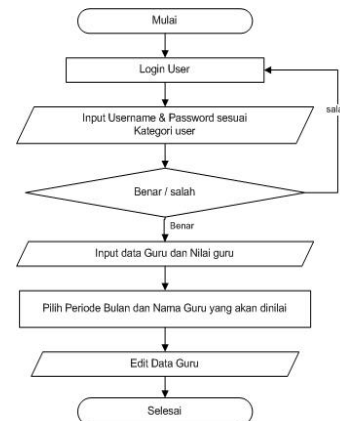 Mulai
Login User
Input Username & Password sesuai
Kategori user
Benar / salah
Benar
Input data Guru dan Nilai guru
Pilih Periode Bulan dan Nama Guru yang akan dinilai
Edit Data Guru
Selesai